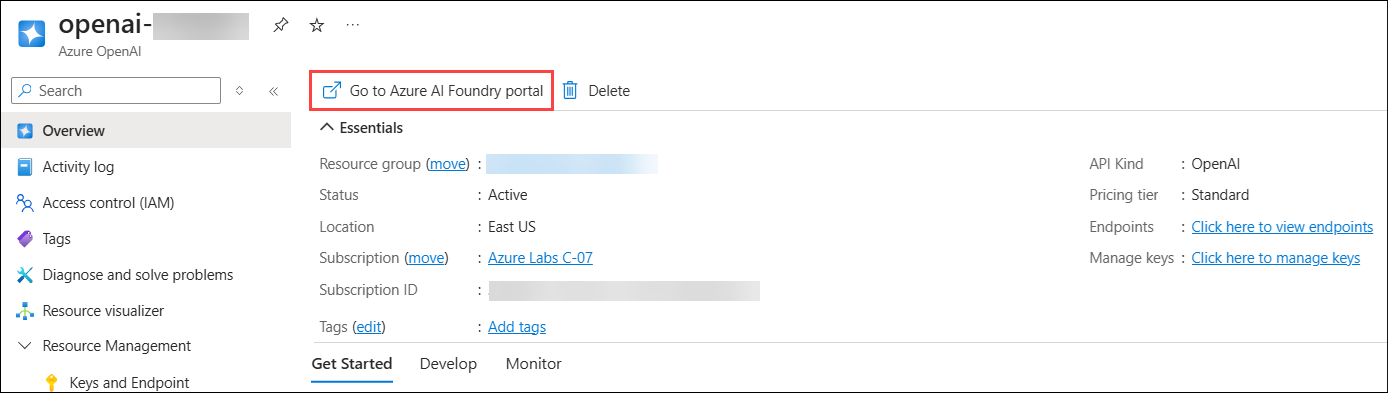 openai-
Azure OpenAI
Search
Overview
Activity log
Access control (IAM)
Tags
Diagnose and solve problems
Resource visualizer
Resource Management
Keys and Endpoint
Go to Azure AI Foundry portal
Delete
Essentials
Resource group (move) :
Status : Active
Location : East US
Subscription (move) : Azure Labs C-07
Subscription ID :
Tags (edit) : Add tags
API Kind : OpenAI
Pricing tier : Standard
Endpoints : Click here to view endpoints
Manage keys : Click here to manage keys
Get Started Develop Monitor